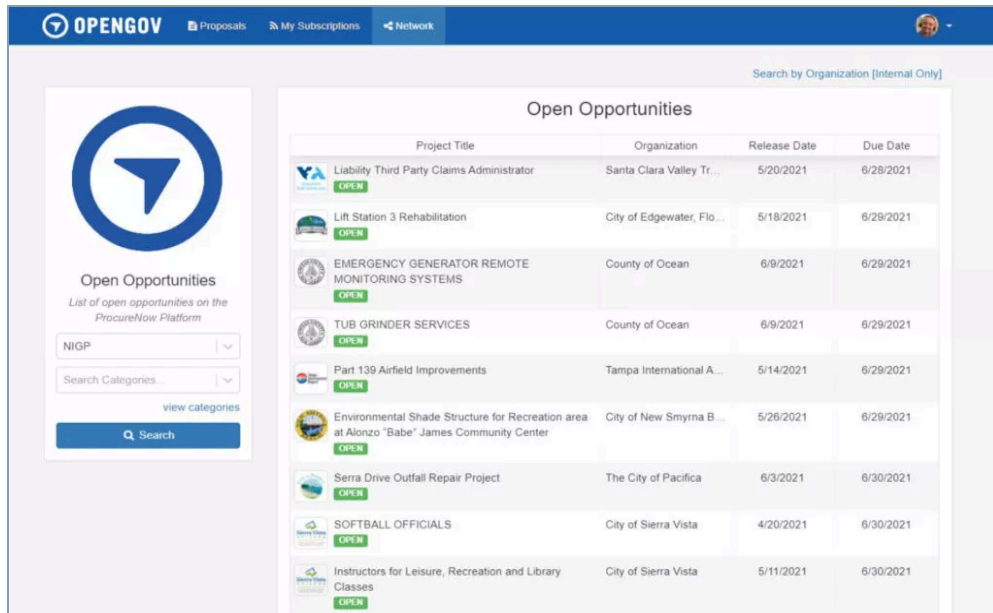 OPENGOV Proposals My Subscriptions Network
Search by Organization [Internal Only]
Open Opportunities
List of open opportunities on the
ProcureNow Platform
NIGP
Search Categories...
view categories
Search
Open Opportunities
Project Title Organization Release Date Due Date
Liability Third Party Claims Administrator Santa Clara Valley Tr... 5/20/2021 6/28/2021
OPEN
Lift Station 3 Rehabilitation City of Edgewater, Flo... 5/18/2021 6/29/2021
OPEN
EMERGENCY GENERATOR REMOTE County of Ocean 6/9/2021 6/29/2021
MONITORING SYSTEMS
OPEN
TUB GRINDER SERVICES County of Ocean 6/9/2021 6/29/2021
OPEN
Part 139 Airfield Improvements Tampa International A... 5/14/2021 6/29/2021
OPEN
Environmental Shade Structure for Recreation area City of New Smyrna B... 5/26/2021 6/29/2021
at Alonzo "Babe" James Community Center
OPEN
Serra Drive Outfall Repair Project The City of Pacifica 6/3/2021 6/30/2021
OPEN
SOFTBALL OFFICIALS City of Sierra Vista 4/20/2021 6/30/2021
OPEN
Instructors for Leisure, Recreation and Library City of Sierra Vista 5/11/2021 6/30/2021
Classes
OPEN